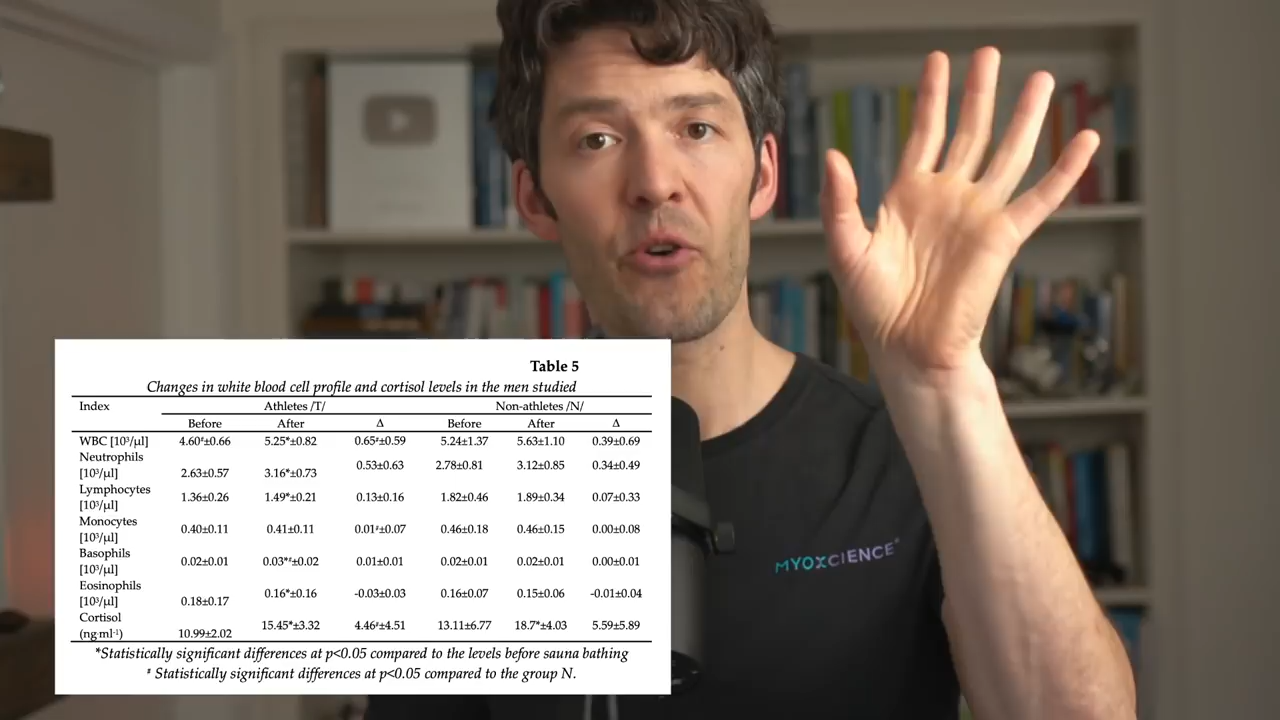 Table 5
Changes in white blood cell profile and cortisol levels in the men studied
Index Athletes /T/ Non-athletes /N/
Before After Δ Before After Δ
WBC [10³/μl] 4.60ᶻ±0.66 5.25*±0.82 0.65ᶻ±0.59 5.24±1.37 5.63±1.10 0.39±0.69
Neutrophils
[10³/μl] 2.63±0.57 3.16*±0.73 0.53±0.63 2.78±0.81 3.12±0.85 0.34±0.49
Lymphocytes
[10³/μl] 1.36±0.26 1.49*±0.21 0.13±0.16 1.82±0.46 1.89±0.34 0.07±0.33
Monocytes
[10³/μl] 0.40±0.11 0.41±0.11 0.01ᶻ±0.07 0.46±0.18 0.46±0.15 0.00±0.08
Basophils
[10³/μl] 0.02±0.01 0.03*ᶻ±0.02 0.01±0.01 0.02±0.01 0.02±0.01 0.00±0.01
Eosinophils
[10³/μl] 0.18±0.17 0.16*±0.16 -0.03±0.03 0.16±0.07 0.15±0.06 -0.01±0.04
Cortisol
(ng ml⁻¹) 10.99±2.02 15.45*±3.32 4.46ᶻ±4.51 13.11±6.77 18.7*±4.03 5.59±5.89
*Statistically significant differences at p<0.05 compared to the levels before sauna bathing
ᶻ Statistically significant differences at p<0.05 compared to the group N.
MYOXCIENCE